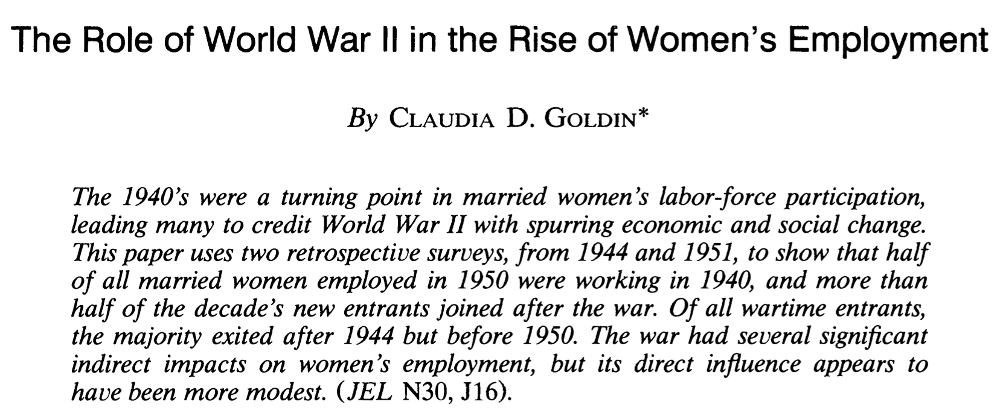 The Role of World War II in the Rise of Women's Employment
By CLAUDIA D. GOLDIN*
The 1940's were a turning point in married women's labor-force participation,
leading many to credit World War II with spurring economic and social change.
This paper uses two retrospective surveys, from 1944 and 1951, to show that half
of all married women employed in 1950 were working in 1940, and more than
half of the decade's new entrants joined after the war. Of all wartime entrants,
the majority exited after 1944 but before 1950. The war had several significant
indirect impacts on women's employment, but its direct influence appears to
have been more modest. (JEL N30, J16).